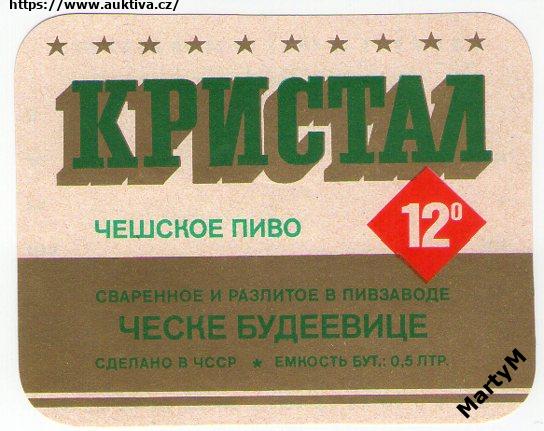 https://www.auktiva.cz/
КРИСТАЛ
ЧЕШСКОЕ ПИВО
12⁰
СВАРЕННОЕ И РАЗЛИТОЕ В ПИВЗАВОДЕ
ЧЕСКЕ БУДЕЕВИЦЕ
СДЕЛАНО В ЧССР ★ ЕМКОСТЬ БУТ.: 0,5 ЛТР.
MartyM